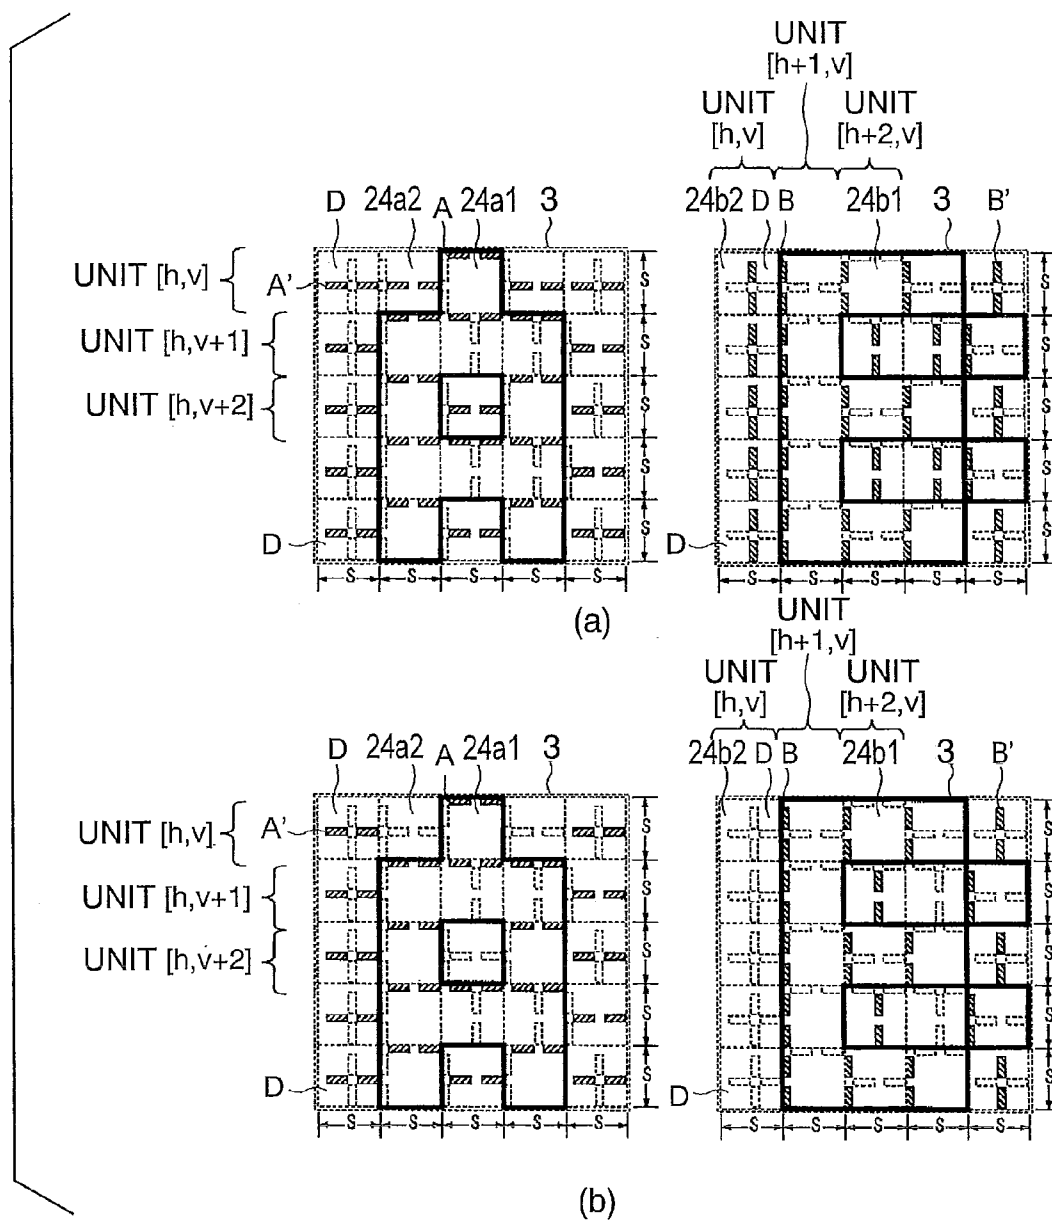 UNIT
[h+1,v]
UNIT
[h,v]
UNIT
[h+2,v]
D 24a2 A 24a1 3
24b2 D B 24b1 3 B'
UNIT [h,v]
A'
UNIT [h,v+1]
UNIT [h,v+2]
S S S S S
S S S S S
D
D
S S S S S
S S S S S
(a)
UNIT
[h+1,v]
UNIT
[h,v]
UNIT
[h+2,v]
D 24a2 A 24a1 3
24b2 D B 24b1 3 B'
UNIT [h,v]
A'
UNIT [h,v+1]
UNIT [h,v+2]
S S S S S
S S S S S
D
D
S S S S S
S S S S S
(b)